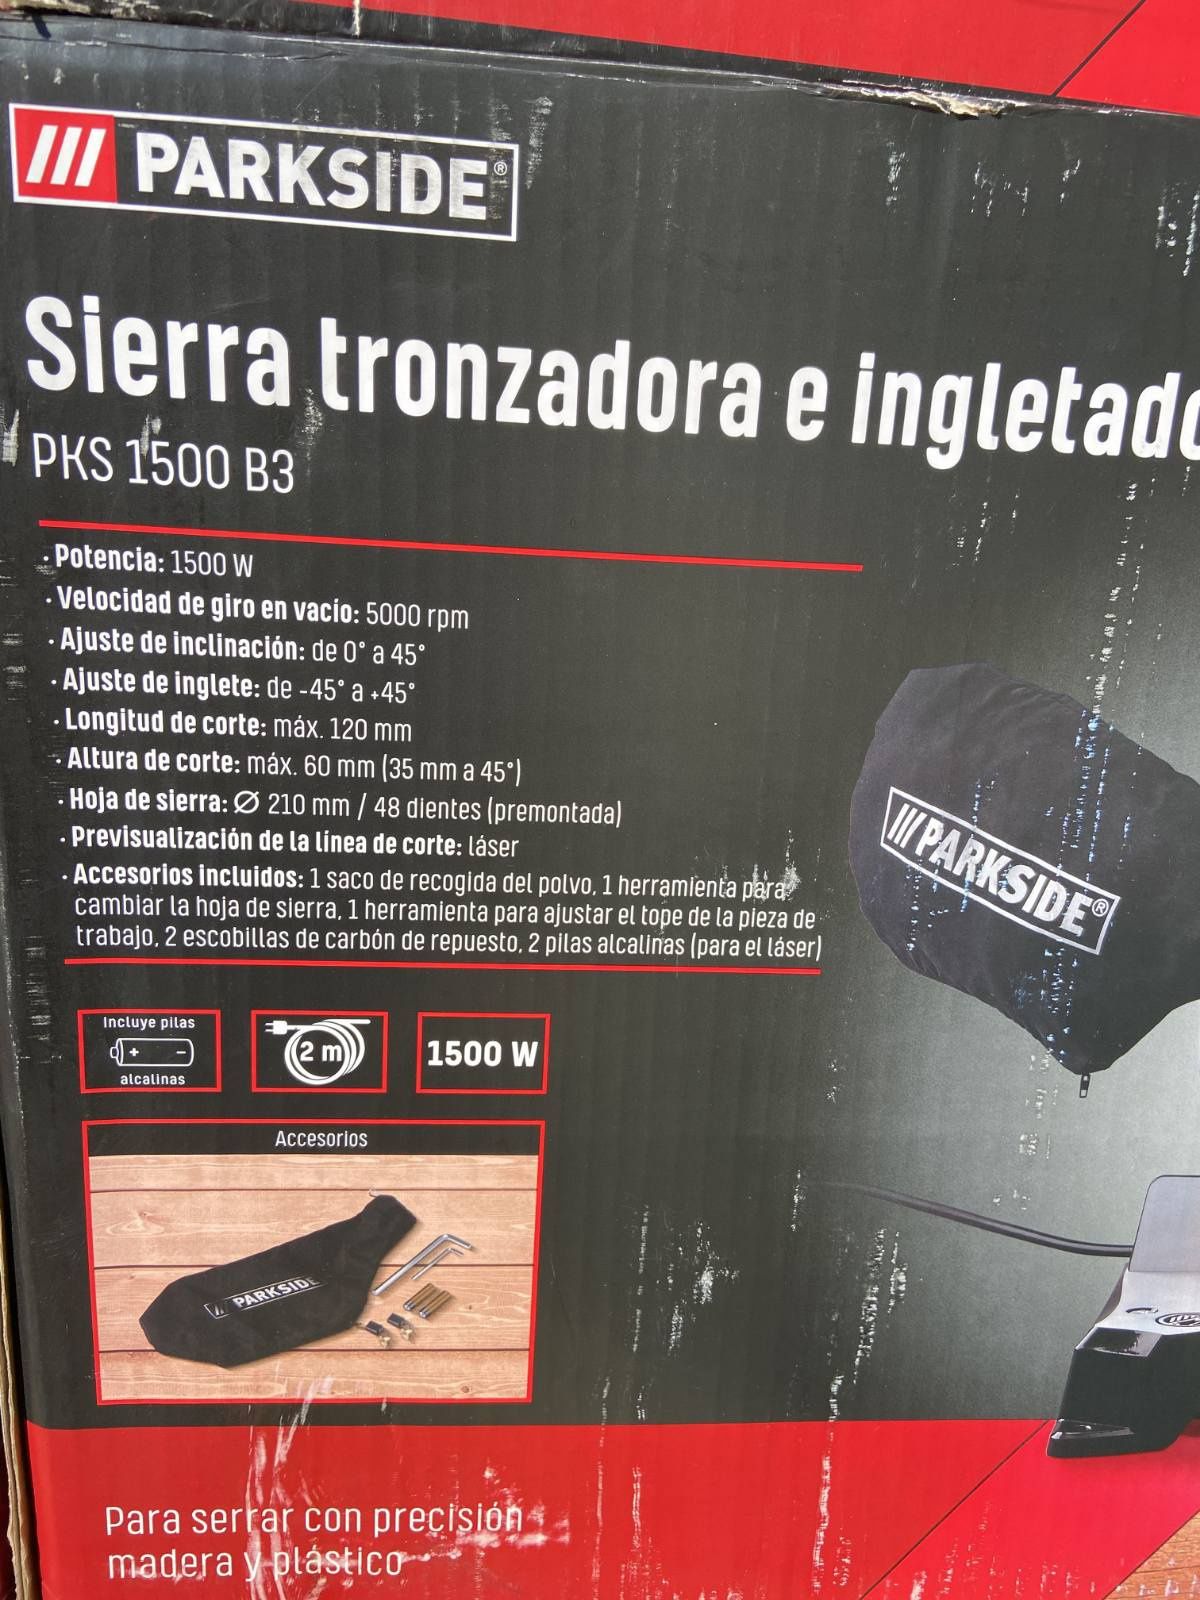 PARKSIDE®
Sierra tronzadora e ingletado
PKS 1500 B3
· Potencia: 1500 W
· Velocidad de giro en vacío: 5000 rpm
· Ajuste de inclinación: de 0° a 45°
· Ajuste de inglete: de -45° a +45°
· Longitud de corte: máx. 120 mm
· Altura de corte: máx. 60 mm (35 mm a 45°)
· Hoja de sierra: Ø 210 mm / 48 dientes (premontada)
· Previsualización de la línea de corte: láser
· Accesorios incluidos: 1 saco de recogida del polvo, 1 herramienta para
cambiar la hoja de sierra, 1 herramienta para ajustar el tope de la pieza de
trabajo, 2 escobillas de carbón de repuesto, 2 pilas alcalinas (para el láser)
PARKSIDE®
Incluye pilas
+ -
alcalinas
2 m
1500 W
Accesorios
PARKSIDE
Para serrar con precisión
madera y plástico